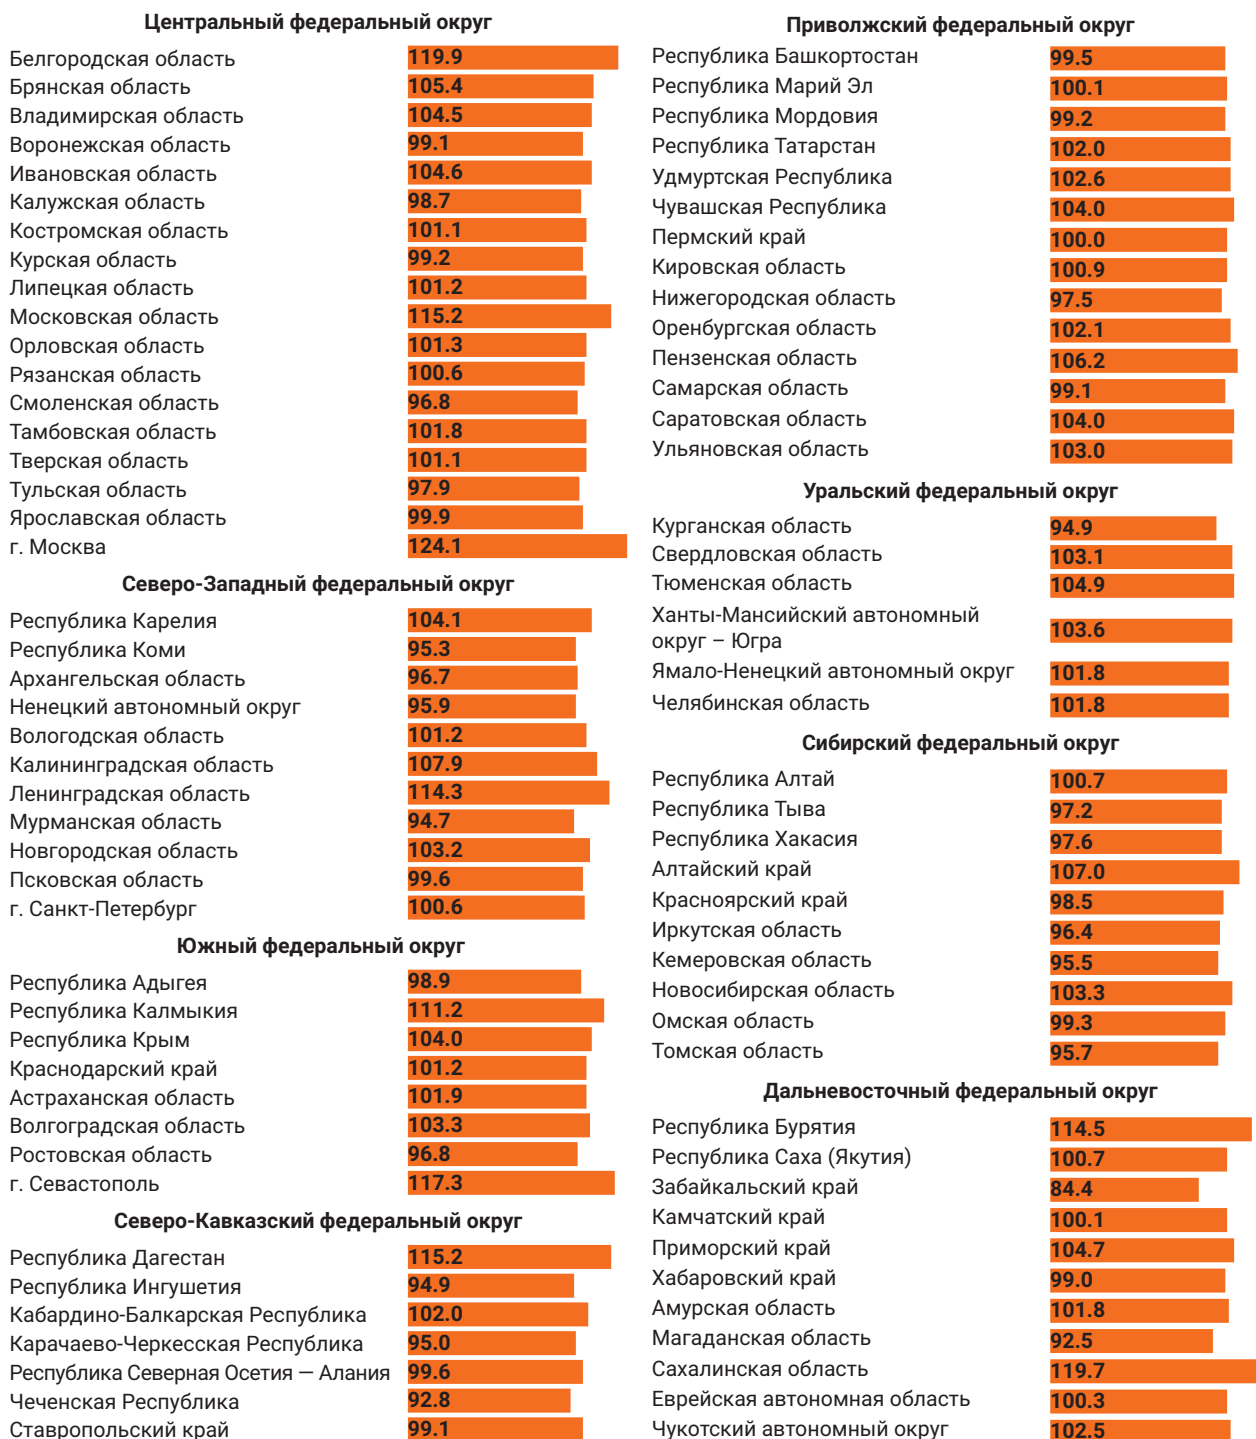 Центральный федеральный округ
Белгородская область 119.9
Брянская область 105.4
Владимирская область 104.5
Воронежская область 99.1
Ивановская область 104.6
Калужская область 98.7
Костромская область 101.1
Курская область 99.2
Липецкая область 101.2
Московская область 115.2
Орловская область 101.3
Рязанская область 100.6
Смоленская область 96.8
Тамбовская область 101.8
Тверская область 101.1
Тульская область 97.9
Ярославская область 99.9
г. Москва 124.1
Северо-Западный федеральный округ
Республика Карелия 104.1
Республика Коми 95.3
Архангельская область 96.7
Ненецкий автономный округ 95.9
Вологодская область 101.2
Калининградская область 107.9
Ленинградская область 114.3
Мурманская область 94.7
Новгородская область 103.2
Псковская область 99.6
г. Санкт-Петербург 100.6
Южный федеральный округ
Республика Адыгея 98.9
Республика Калмыкия 111.2
Республика Крым 104.0
Краснодарский край 101.2
Астраханская область 101.9
Волгоградская область 103.3
Ростовская область 96.8
г. Севастополь 117.3
Северо-Кавказский федеральный округ
Республика Дагестан 115.2
Республика Ингушетия 94.9
Кабардино-Балкарская Республика 102.0
Карачаево-Черкесская Республика 95.0
Республика Северная Осетия — Алания 99.6
Чеченская Республика 92.8
Ставропольский край 99.1
Приволжский федеральный округ
Республика Башкортостан 99.5
Республика Марий Эл 100.1
Республика Мордовия 99.2
Республика Татарстан 102.0
Удмуртская Республика 102.6
Чувашская Республика 104.0
Пермский край 100.0
Кировская область 100.9
Нижегородская область 97.5
Оренбургская область 102.1
Пензенская область 106.2
Самарская область 99.1
Саратовская область 104.0
Ульяновская область 103.0
Уральский федеральный округ
Курганская область 94.9
Свердловская область 103.1
Тюменская область 104.9
Ханты-Мансийский автономный
округ – Югра 103.6
Ямало-Ненецкий автономный округ 101.8
Челябинская область 101.8
Сибирский федеральный округ
Республика Алтай 100.7
Республика Тыва 97.2
Республика Хакасия 97.6
Алтайский край 107.0
Красноярский край 98.5
Иркутская область 96.4
Кемеровская область 95.5
Новосибирская область 103.3
Омская область 99.3
Томская область 95.7
Дальневосточный федеральный округ
Республика Бурятия 114.5
Республика Саха (Якутия) 100.7
Забайкальский край 84.4
Камчатский край 100.1
Приморский край 104.7
Хабаровский край 99.0
Амурская область 101.8
Магаданская область 92.5
Сахалинская область 119.7
Еврейская автономная область 100.3
Чукотский автономный округ 102.5